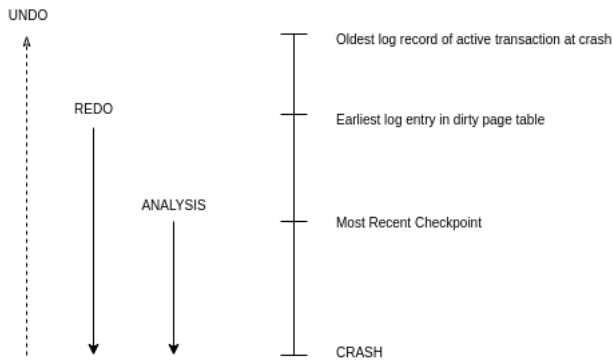 UNDO
Oldest log record of active transaction at crash
REDO
Earliest log entry in dirty page table
ANALYSIS
Most Recent Checkpoint
CRASH